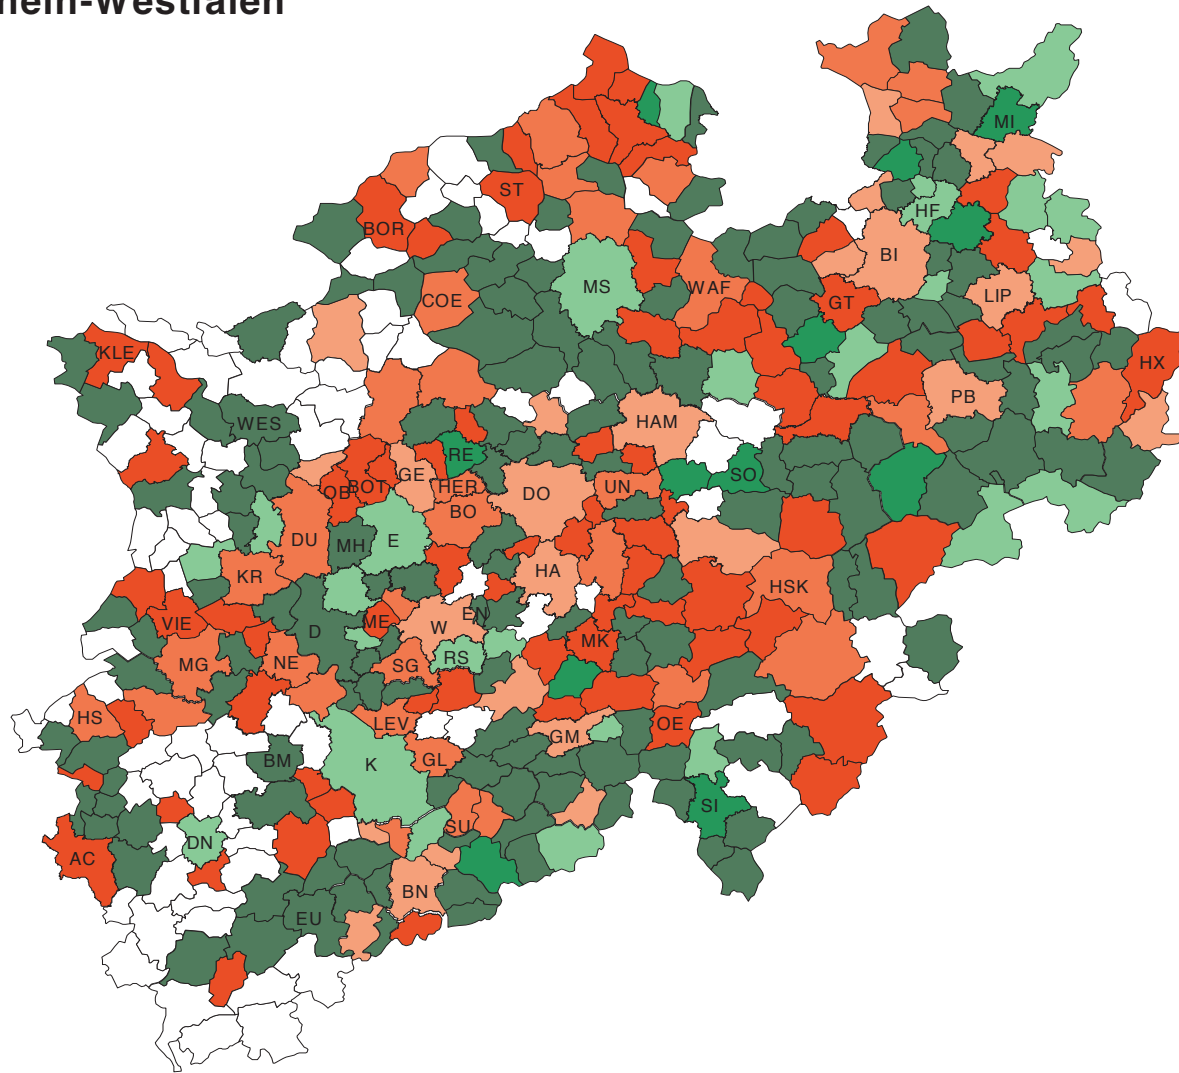 hein-Westfalen
MI
ST
HF
BOR
BI
MS
WAF
LIP
COE
GT
KLE
HX
PB
WES
HAM
RE
GE
SO
OB
BOT
HER
DO
UN
BO
DU
MH
E
HA
KR
HSK
EN
VIE
ME
W
D
MK
MG
NE
SG
RS
HS
LEV
OE
GM
BM
K
GL
SI
SU
DN
AC
BN
EU